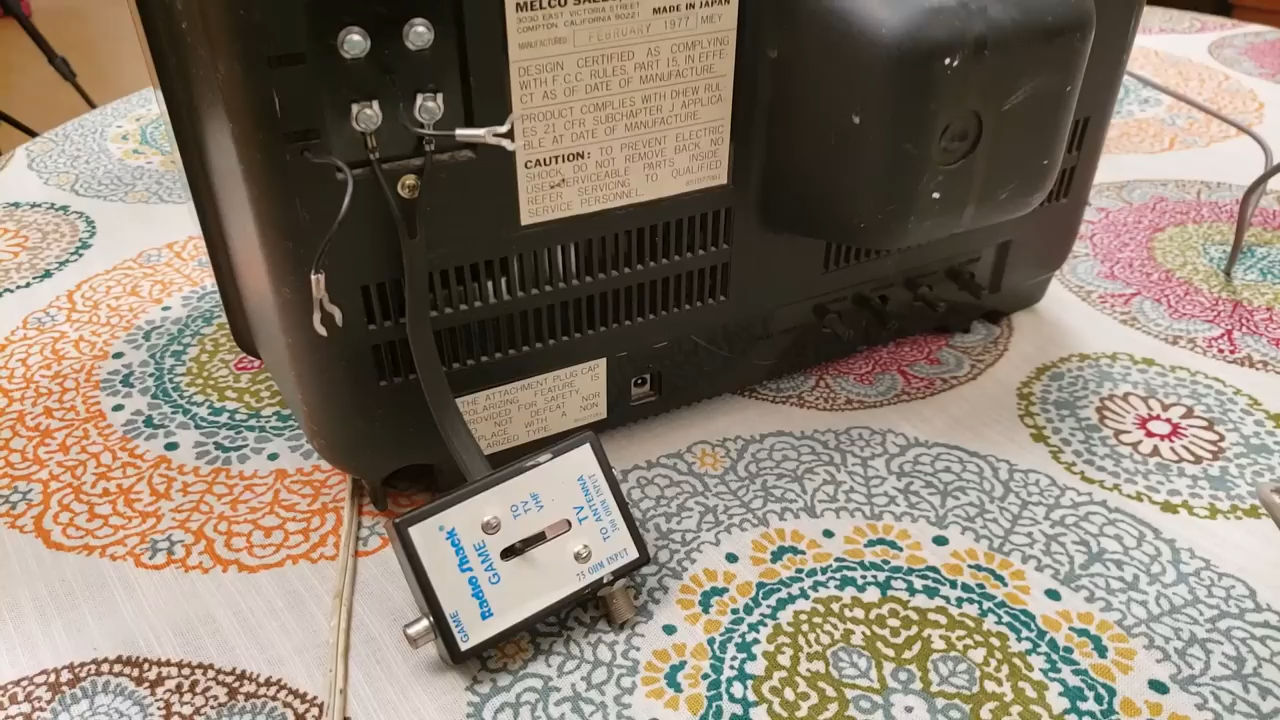 MELCO SALES
3030 EAST VICTORIA STREET
COMPTON, CALIFORNIA 90221
MADE IN JAPAN
MANUFACTURED: FEBRUARY 1977 MIEY
DESIGN CERTIFIED AS COMPLYING
WITH F.C.C. RULES, PART 15, IN EFFE-
CT AS OF DATE OF MANUFACTURE.
PRODUCT COMPLIES WITH DHEW RUL-
ES 21 CFR SUBCHAPTER J APPLICA
BLE AT DATE OF MANUFACTURE.
CAUTION: TO PREVENT ELECTRIC
SHOCK, DO NOT REMOVE BACK NO
USER-SERVICEABLE PARTS INSIDE
REFER SERVICING TO QUALIFIED
SERVICE PERSONNEL.
THE ATTACHMENT PLUG CAP
POLARIZING FEATURE IS
PROVIDED FOR SAFETY
DO NOT DEFEAT NOR
PLACE WITH A NON
ARIZED TYPE.
TO
TV
VHF
TV
TO ANTENNA
300 OHM INPUT
75 OHM INPUT
GAME
Radio Shack®
GAME